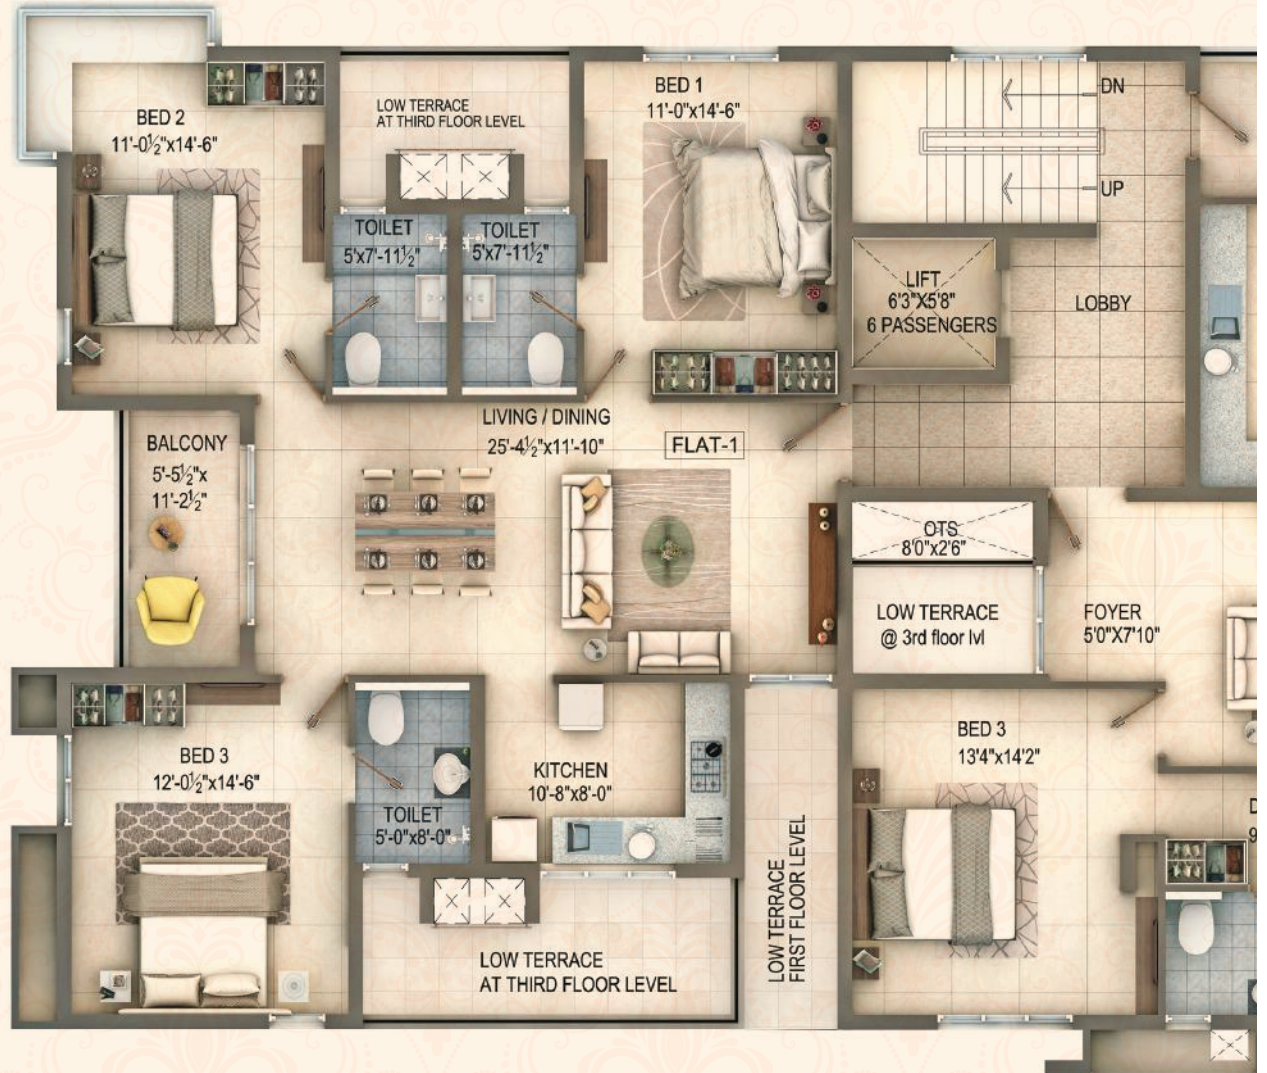 BED 2
11'-0½"x14'-6"
LOW TERRACE
AT THIRD FLOOR LEVEL
BED 1
11'-0"x14'-6"
DN
UP
TOILET
5'x7'-11½"
TOILET
5'x7'-11½"
LIFT
6'3"X5'8"
6 PASSENGERS
LOBBY
LIVING / DINING
25'-4½"x11'-10"
FLAT-1
BALCONY
5'-5½"x
11'-2½"
OTS
8'0"x2'6"
LOW TERRACE
@ 3rd floor lvl
FOYER
5'0"X7'10"
BED 3
12'-0½"x14'-6"
KITCHEN
10'-8"x8'-0"
TOILET
5'-0"x8'-0"
BED 3
13'4"x14'2"
LOW TERRACE
FIRST FLOOR LEVEL
LOW TERRACE
AT THIRD FLOOR LEVEL